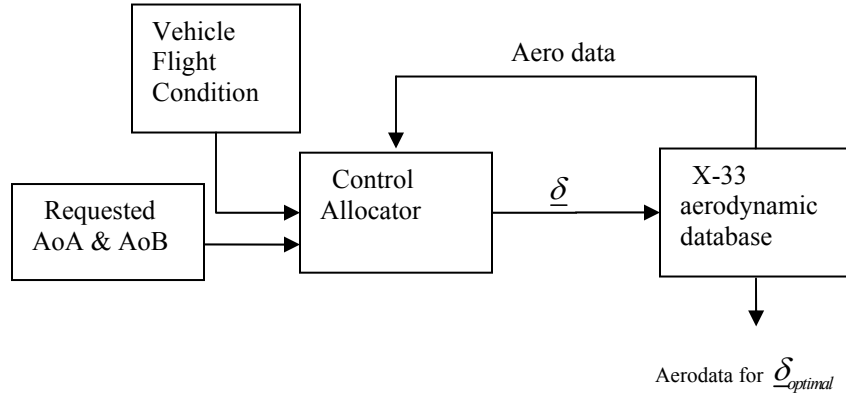 Vehicle
Flight
Condition
Aero data
Requested
AoA & AoB
Control
Allocator
δ
X-33
aerodynamic
database
Aerodata for δoptimal